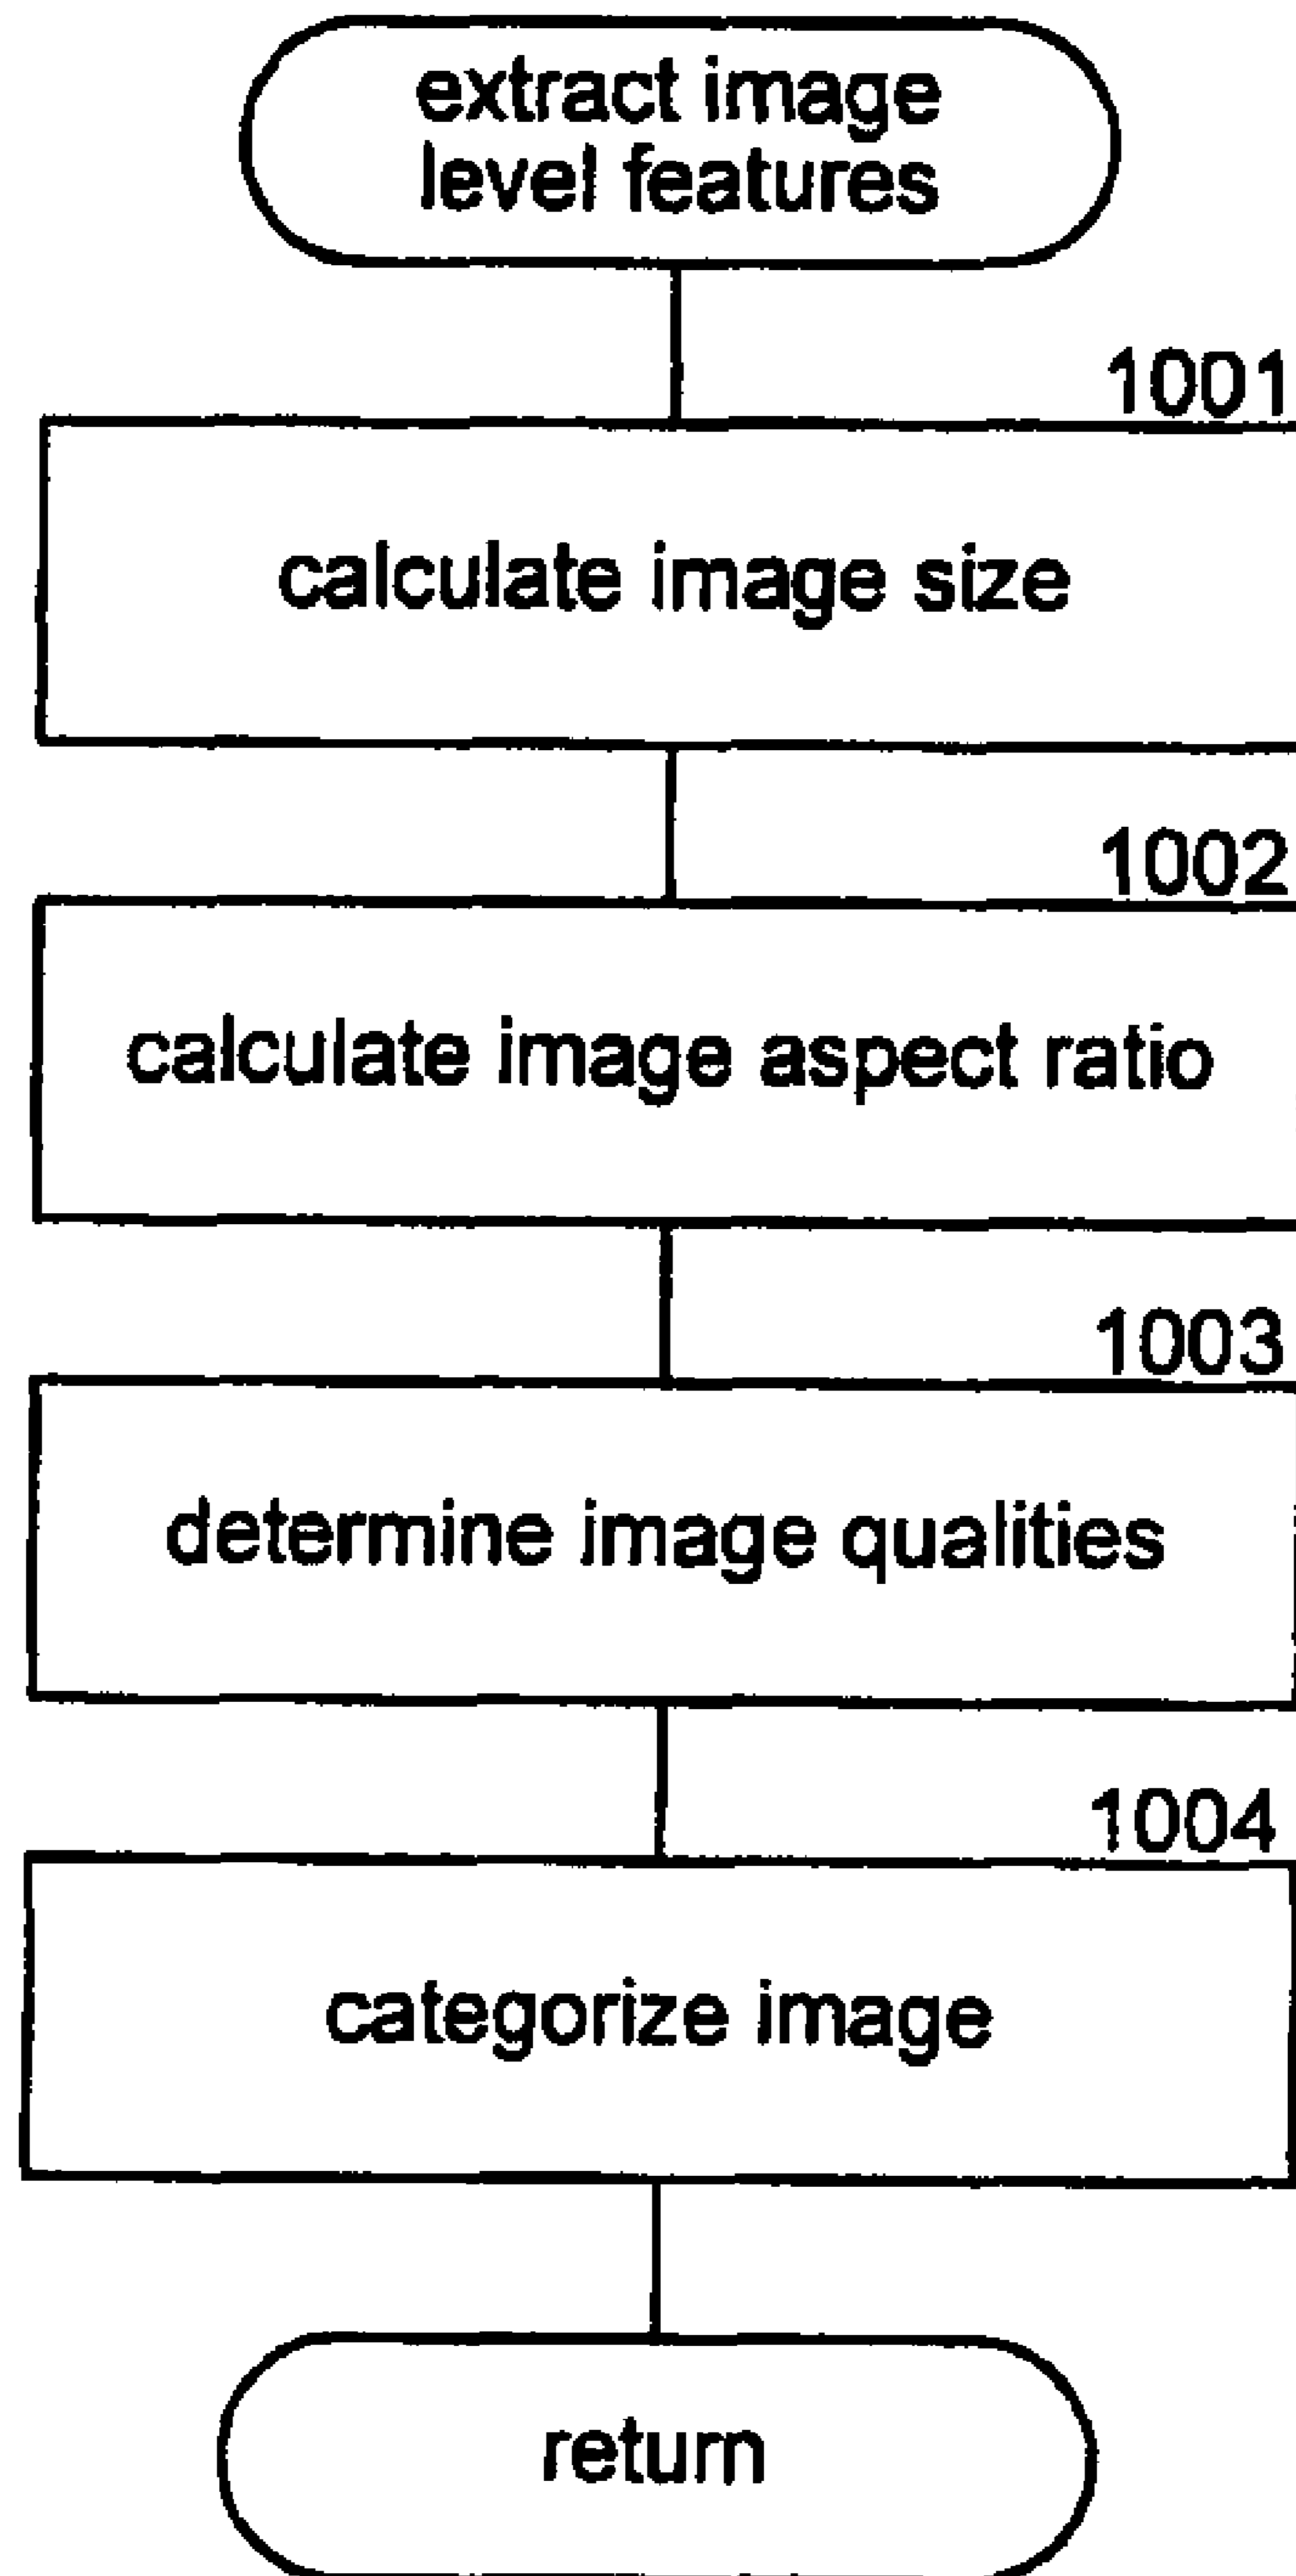 extract image
level features
1001
calculate image size
1002
calculate image aspect ratio
1003
determine image qualities
1004
categorize image
return